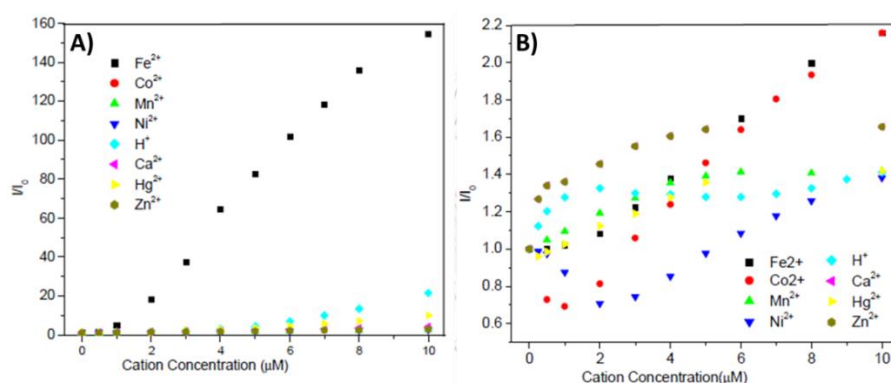 A)
I/I₀
160
140
120
100
80
60
40
20
0
Fe²⁺
Co²⁺
Mn²⁺
Ni²⁺
H⁺
Ca²⁺
Hg²⁺
Zn²⁺
0 2 4 6 8 10
Cation Concentration (μM)
B)
I/I₀
2.2
2.0
1.8
1.6
1.4
1.2
1.0
0.8
0.6
Fe2+ H⁺
Co2+ Ca²⁺
Mn²⁺ Hg²⁺
Ni²⁺ Zn²⁺
0 2 4 6 8 10
Cation Concentration(μM)